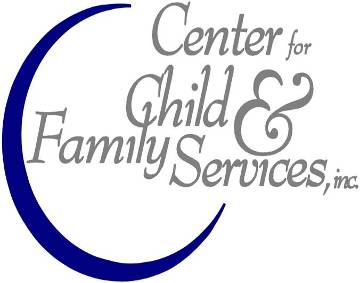 Center for
Child &
Family Services, inc.